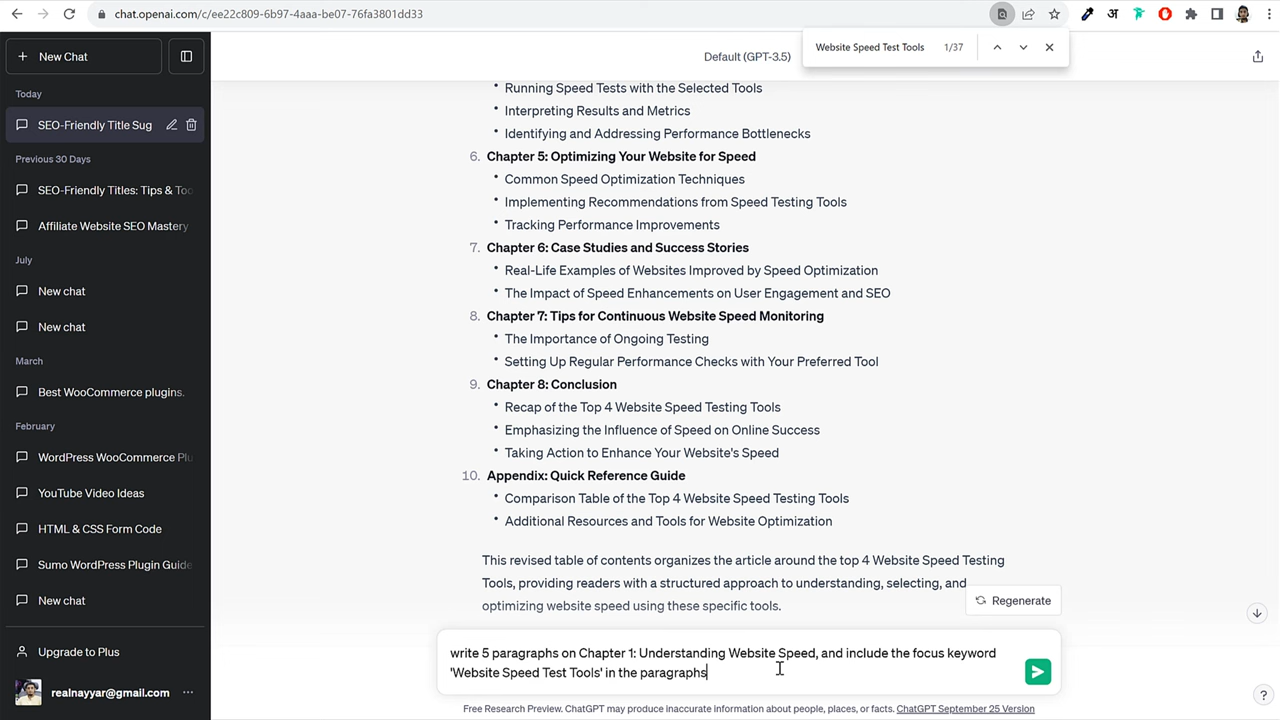 chat.openai.com/c/ee22c809-6b97-4aaa-be07-76fa3801dd33
अ
Website Speed Test Tools 1/37
New Chat
Default (GPT-3.5)
Today
SEO-Friendly Title Sug
Previous 30 Days
SEO-Friendly Titles: Tips & Too
Affiliate Website SEO Mastery
July
New chat
New chat
March
Best WooCommerce plugins.
February
WordPress WooCommerce Plu
YouTube Video Ideas
HTML & CSS Form Code
Sumo WordPress Plugin Guide
New chat
Upgrade to Plus
realnayyar@gmail.com
• Running Speed Tests with the Selected Tools
• Interpreting Results and Metrics
• Identifying and Addressing Performance Bottlenecks
6. Chapter 5: Optimizing Your Website for Speed
• Common Speed Optimization Techniques
• Implementing Recommendations from Speed Testing Tools
• Tracking Performance Improvements
7. Chapter 6: Case Studies and Success Stories
• Real-Life Examples of Websites Improved by Speed Optimization
• The Impact of Speed Enhancements on User Engagement and SEO
8. Chapter 7: Tips for Continuous Website Speed Monitoring
• The Importance of Ongoing Testing
• Setting Up Regular Performance Checks with Your Preferred Tool
9. Chapter 8: Conclusion
• Recap of the Top 4 Website Speed Testing Tools
• Emphasizing the Influence of Speed on Online Success
• Taking Action to Enhance Your Website's Speed
10. Appendix: Quick Reference Guide
• Comparison Table of the Top 4 Website Speed Testing Tools
• Additional Resources and Tools for Website Optimization
This revised table of contents organizes the article around the top 4 Website Speed Testing
Tools, providing readers with a structured approach to understanding, selecting, and
optimizing website speed using these specific tools.
Regenerate
write 5 paragraphs on Chapter 1: Understanding Website Speed, and include the focus keyword
'Website Speed Test Tools' in the paragraphs
Free Research Preview. ChatGPT may produce inaccurate information about people, places, or facts. ChatGPT September 25 Version
?